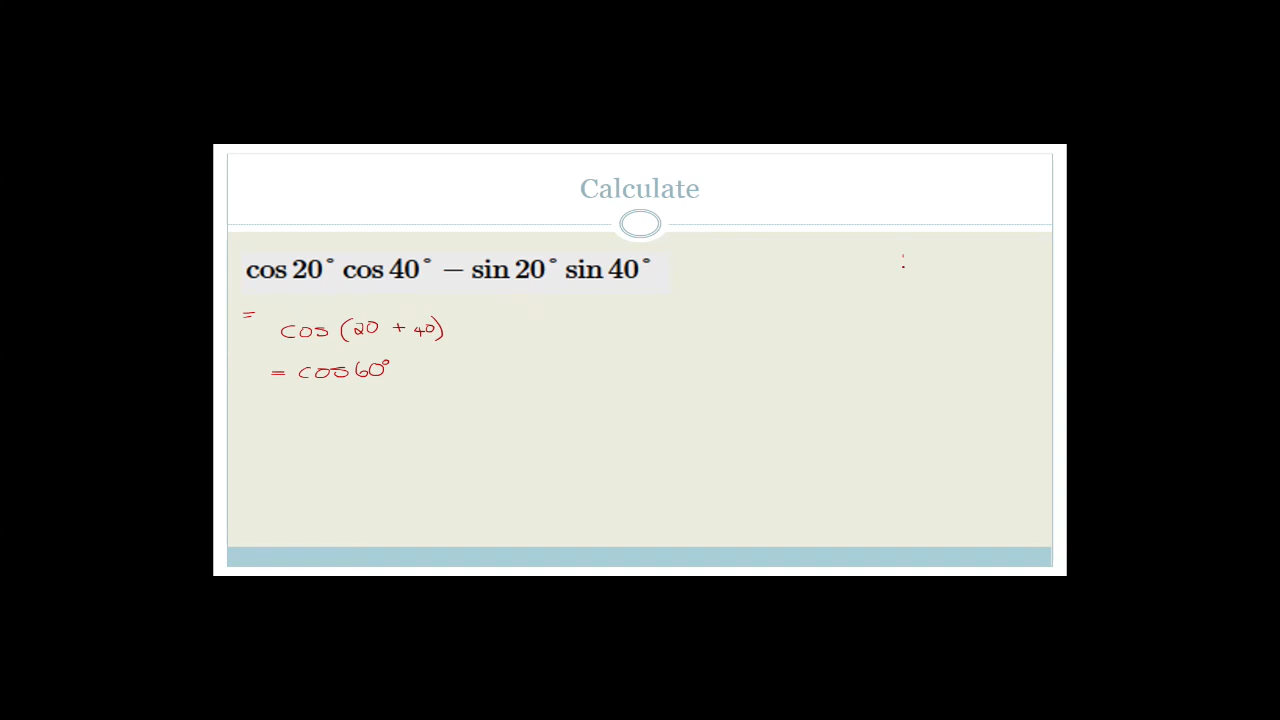 Calculate
cos 20° cos 40° − sin 20° sin 40°
= cos (20 + 40)
= cos 60°